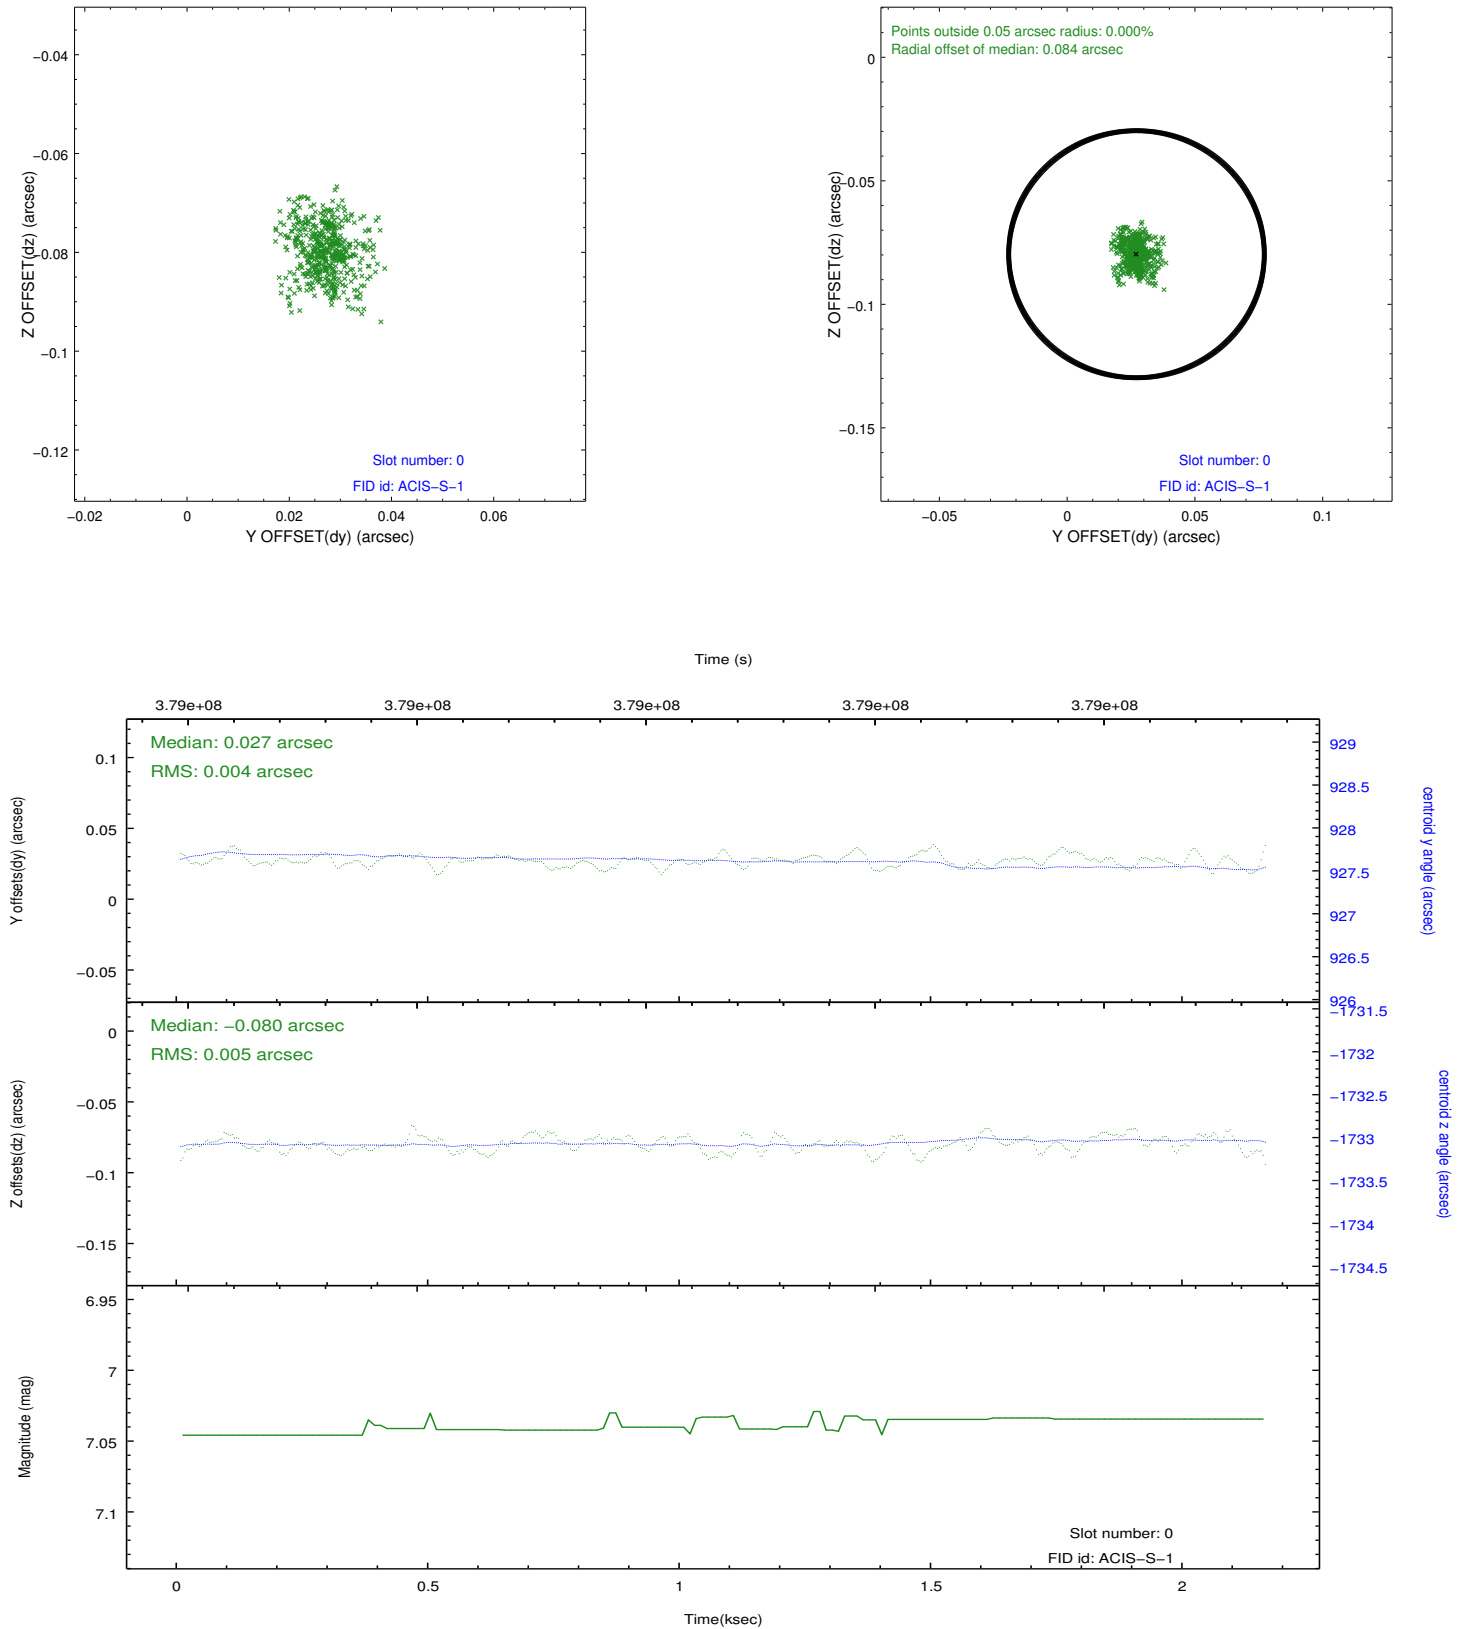 −0.04
−0.06
−0.08
−0.1
−0.12
Z OFFSET(dz) (arcsec)
Slot number: 0
FID id: ACIS−S−1
−0.02 0 0.02 0.04 0.06
Y OFFSET(dy) (arcsec)
Points outside 0.05 arcsec radius: 0.000%
Radial offset of median: 0.084 arcsec
0
−0.05
−0.1
−0.15
Z OFFSET(dz) (arcsec)
Slot number: 0
FID id: ACIS−S−1
−0.05 0 0.05 0.1
Y OFFSET(dy) (arcsec)
Time (s)
3.79e+08 3.79e+08 3.79e+08 3.79e+08 3.79e+08
Median: 0.027 arcsec
RMS: 0.004 arcsec
0.1
0.05
0
−0.05
Y offsets(dy) (arcsec)
929
928.5
928
927.5
927
926.5
926
centroid y angle (arcsec)
Median: −0.080 arcsec
RMS: 0.005 arcsec
0
−0.05
−0.1
−0.15
Z offsets(dz) (arcsec)
−1731.5
−1732
−1732.5
−1733
−1733.5
−1734
−1734.5
centroid z angle (arcsec)
6.95
7
7.05
7.1
Magnitude (mag)
Slot number: 0
FID id: ACIS−S−1
0 0.5 1 1.5 2
Time(ksec)